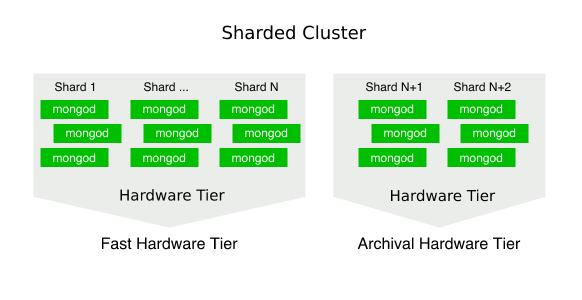 Sharded Cluster
Shard 1 Shard ... Shard N
mongod mongod mongod
mongod mongod mongod
mongod mongod mongod
Hardware Tier
Fast Hardware Tier
Shard N+1 Shard N+2
mongod mongod
mongod mongod
mongod mongod
Hardware Tier
Archival Hardware Tier